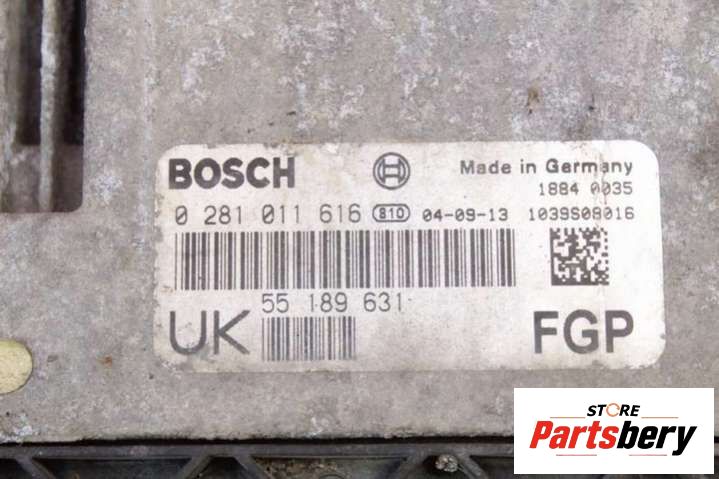 BOSCH Made in Germany
1884 0035
0 281 011 616 810 04-09-13 1039S08016
55 189 631
UK FGP
STORE
Partsbery